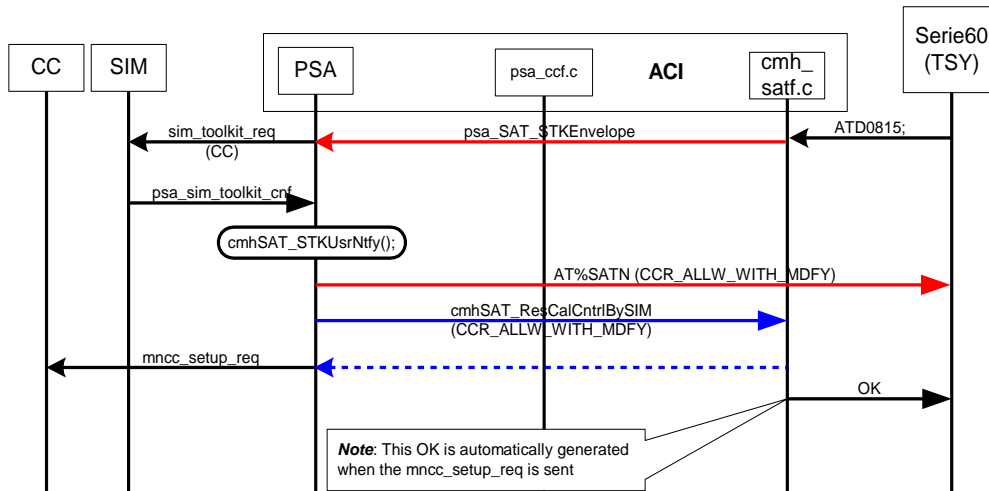 CC
SIM
PSA
psa_ccf.c
ACI
cmh_
satf.c
Serie60
(TSY)
sim_toolkit_req
(CC)
psa_SAT_STKEnvelope
ATD0815;
psa_sim_toolkit_cnf
cmhSAT_STKUsrNtfy();
AT%SATN (CCR_ALLW_WITH_MDFY)
cmhSAT_ResCalCntrlBySIM
(CCR_ALLW_WITH_MDFY)
mncc_setup_req
OK
Note: This OK is automatically generated
when the mncc_setup_req is sent